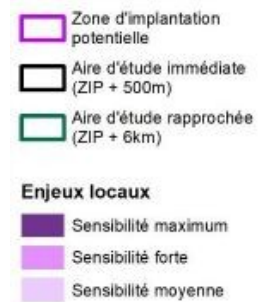 Zone d'implantation
potentielle
Aire d'étude immédiate
(ZIP + 500m)
Aire d'étude rapprochée
(ZIP + 6km)
Enjeux locaux
Sensibilité maximum
Sensibilité forte
Sensibilité moyenne